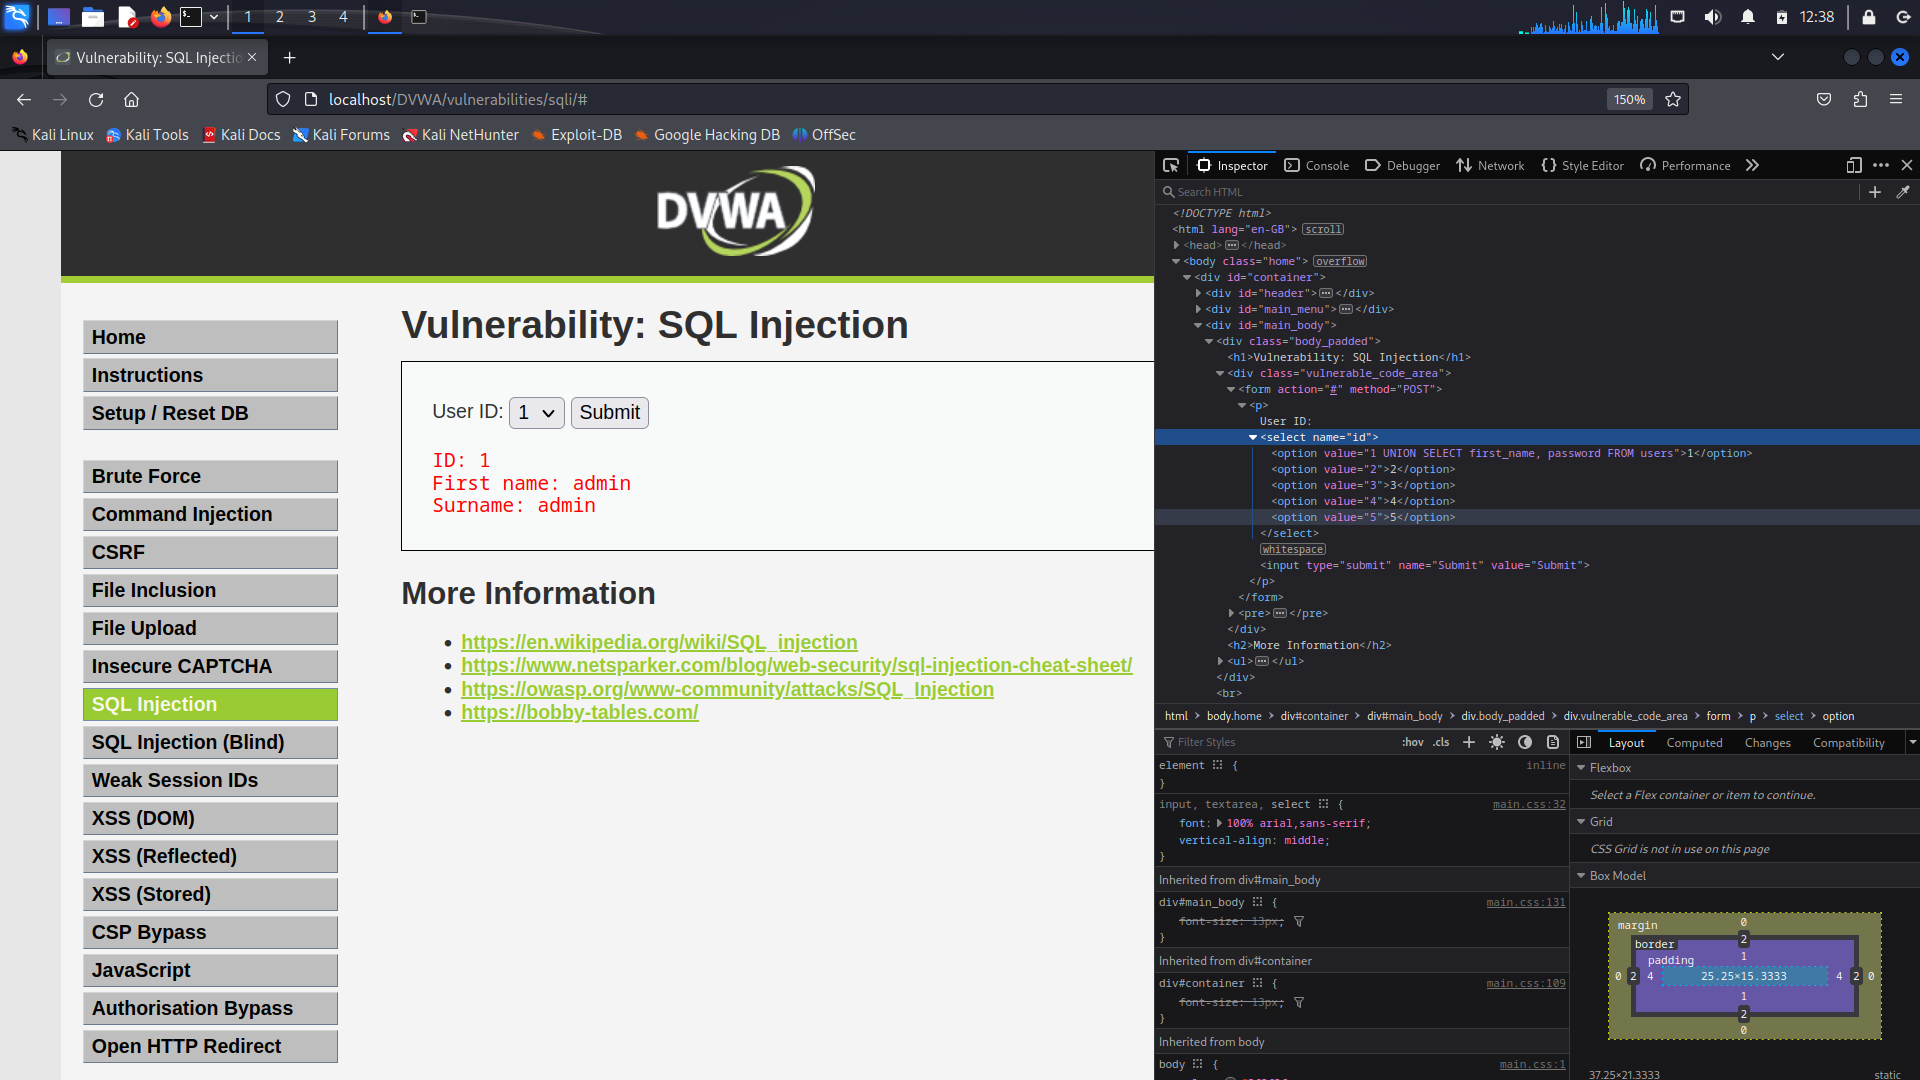 1 2 3 4 12:38
Vulnerability: SQL Injectio
localhost/DVWA/vulnerabilities/sqli/# 150%
Kali Linux Kali Tools Kali Docs Kali Forums Kali NetHunter Exploit-DB Google Hacking DB OffSec
DVWA
Home
Instructions
Setup / Reset DB
Brute Force
Command Injection
CSRF
File Inclusion
File Upload
Insecure CAPTCHA
SQL Injection
SQL Injection (Blind)
Weak Session IDs
XSS (DOM)
XSS (Reflected)
XSS (Stored)
CSP Bypass
JavaScript
Authorisation Bypass
Open HTTP Redirect
Vulnerability: SQL Injection
User ID: 1 Submit
ID: 1
First name: admin
Surname: admin
More Information
https://en.wikipedia.org/wiki/SQL_injection
https://www.netsparker.com/blog/web-security/sql-injection-cheat-sheet/
https://owasp.org/www-community/attacks/SQL_Injection
https://bobby-tables.com/
Inspector Console Debugger Network Style Editor Performance
Search HTML
<!DOCTYPE html>
<html lang="en-GB"> scroll
<head> </head>
<body class="home"> overflow
<div id="container">
<div id="header"> </div>
<div id="main_menu"> </div>
<div id="main_body">
<div class="body_padded">
<h1>Vulnerability: SQL Injection</h1>
<div class="vulnerable_code_area">
<form action="#" method="POST">
<p>
User ID:
<select name="id">
<option value="1 UNION SELECT first_name, password FROM users">1</option>
<option value="2">2</option>
<option value="3">3</option>
<option value="4">4</option>
<option value="5">5</option>
</select>
whitespace
<input type="submit" name="Submit" value="Submit">
</p>
</form>
<pre> </pre>
</div>
<h2>More Information</h2>
<ul> </ul>
</div>
<br>
html body.home div#container div#main_body div.body_padded div.vulnerable_code_area form p select option
Filter Styles :hov .cls
element { inline
}
input, textarea, select { main.css:32
font: 100% arial,sans-serif;
vertical-align: middle;
}
Inherited from div#main_body
div#main_body { main.css:131
font-size: 13px;
}
Inherited from div#container
div#container { main.css:109
font-size: 13px;
}
Inherited from body
body { main.css:1
Layout Computed Changes Compatibility
Flexbox
Select a Flex container or item to continue.
Grid
CSS Grid is not in use on this page
Box Model
margin 0
border 2
padding 1
0 2 4 25.25×15.3333 4 2 0
1
2
0
37.25×21.3333 static